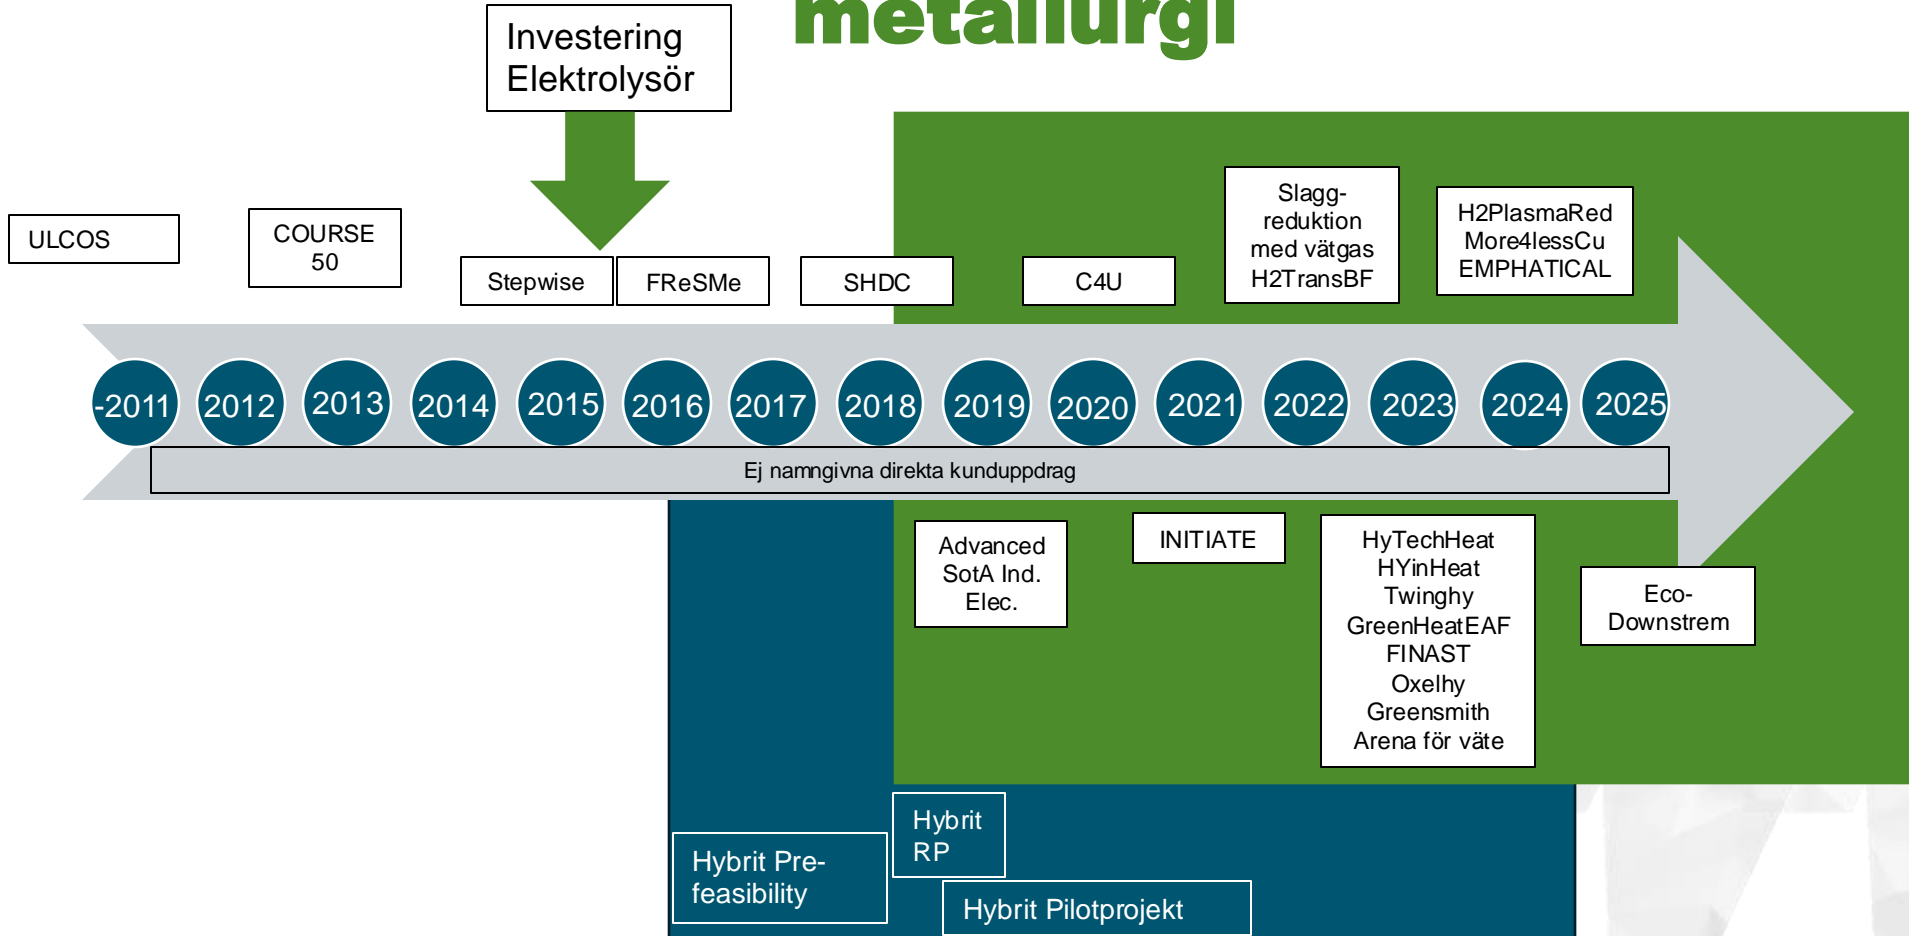 metallurgi
Investering
Elektrolysör
ULCOS
COURSE
50
Stepwise
FReSMe
SHDC
C4U
Slagg-
reduktion
med vätgas
H2TransBF
H2PlasmaRed
More4lessCu
EMPHATICAL
-2011
2012
2013
2014
2015
2016
2017
2018
2019
2020
2021
2022
2023
2024
2025
Ej namngivna direkta kunduppdrag
Advanced
SotA Ind.
Elec.
INITIATE
HyTechHeat
HYinHeat
Twinghy
GreenHeatEAF
FINAST
Oxelhy
Greensmith
Arena för väte
Eco-
Downstrem
Hybrit Pre-
feasibility
Hybrit
RP
Hybrit Pilotprojekt